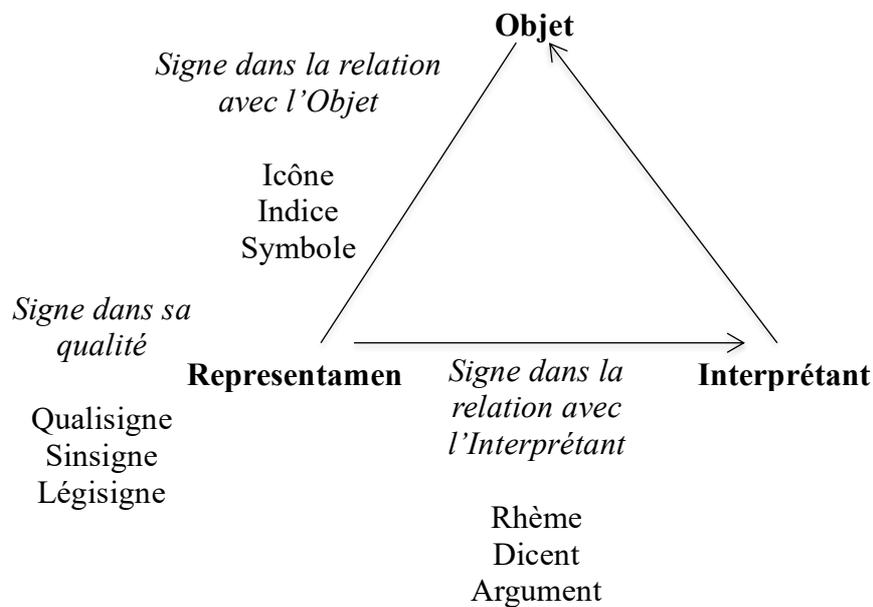 Objet
Signe dans la relation
avec l’Objet
Icône
Indice
Symbole
Signe dans sa
qualité
Representamen
Qualisigne
Sinsigne
Légisigne
Signe dans la
relation avec
l’Interprétant
Interprétant
Rhème
Dicent
Argument